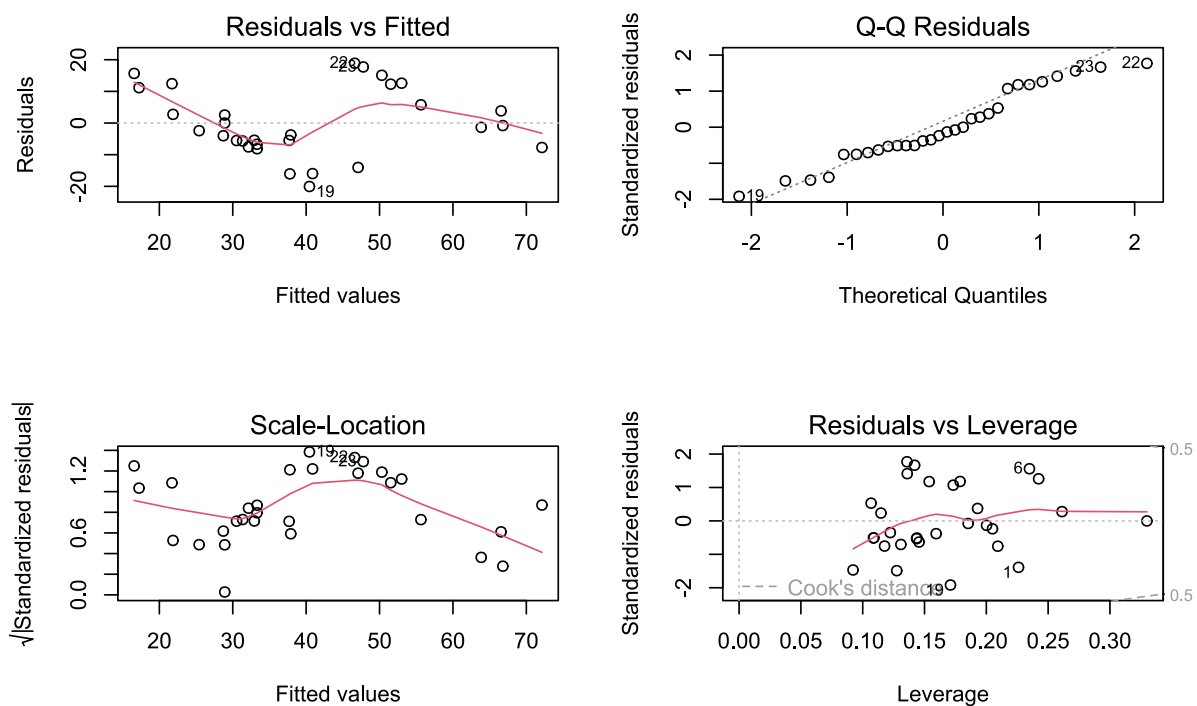 Residuals vs Fitted
Residuals
-20 0 20
22
23
19
20 30 40 50 60 70
Fitted values
Q-Q Residuals
Standardized residuals
-2 -1 0 1 2
19
23
22
-2 -1 0 1 2
Theoretical Quantiles
Scale-Location
√|Standardized residuals|
0.0 0.6 1.2
19
22
23
20 30 40 50 60 70
Fitted values
Residuals vs Leverage
Standardized residuals
-2 -1 0 1 2
6
1
19
Cook's distance
0.5
0.5
0.00 0.05 0.10 0.15 0.20 0.25 0.30
Leverage